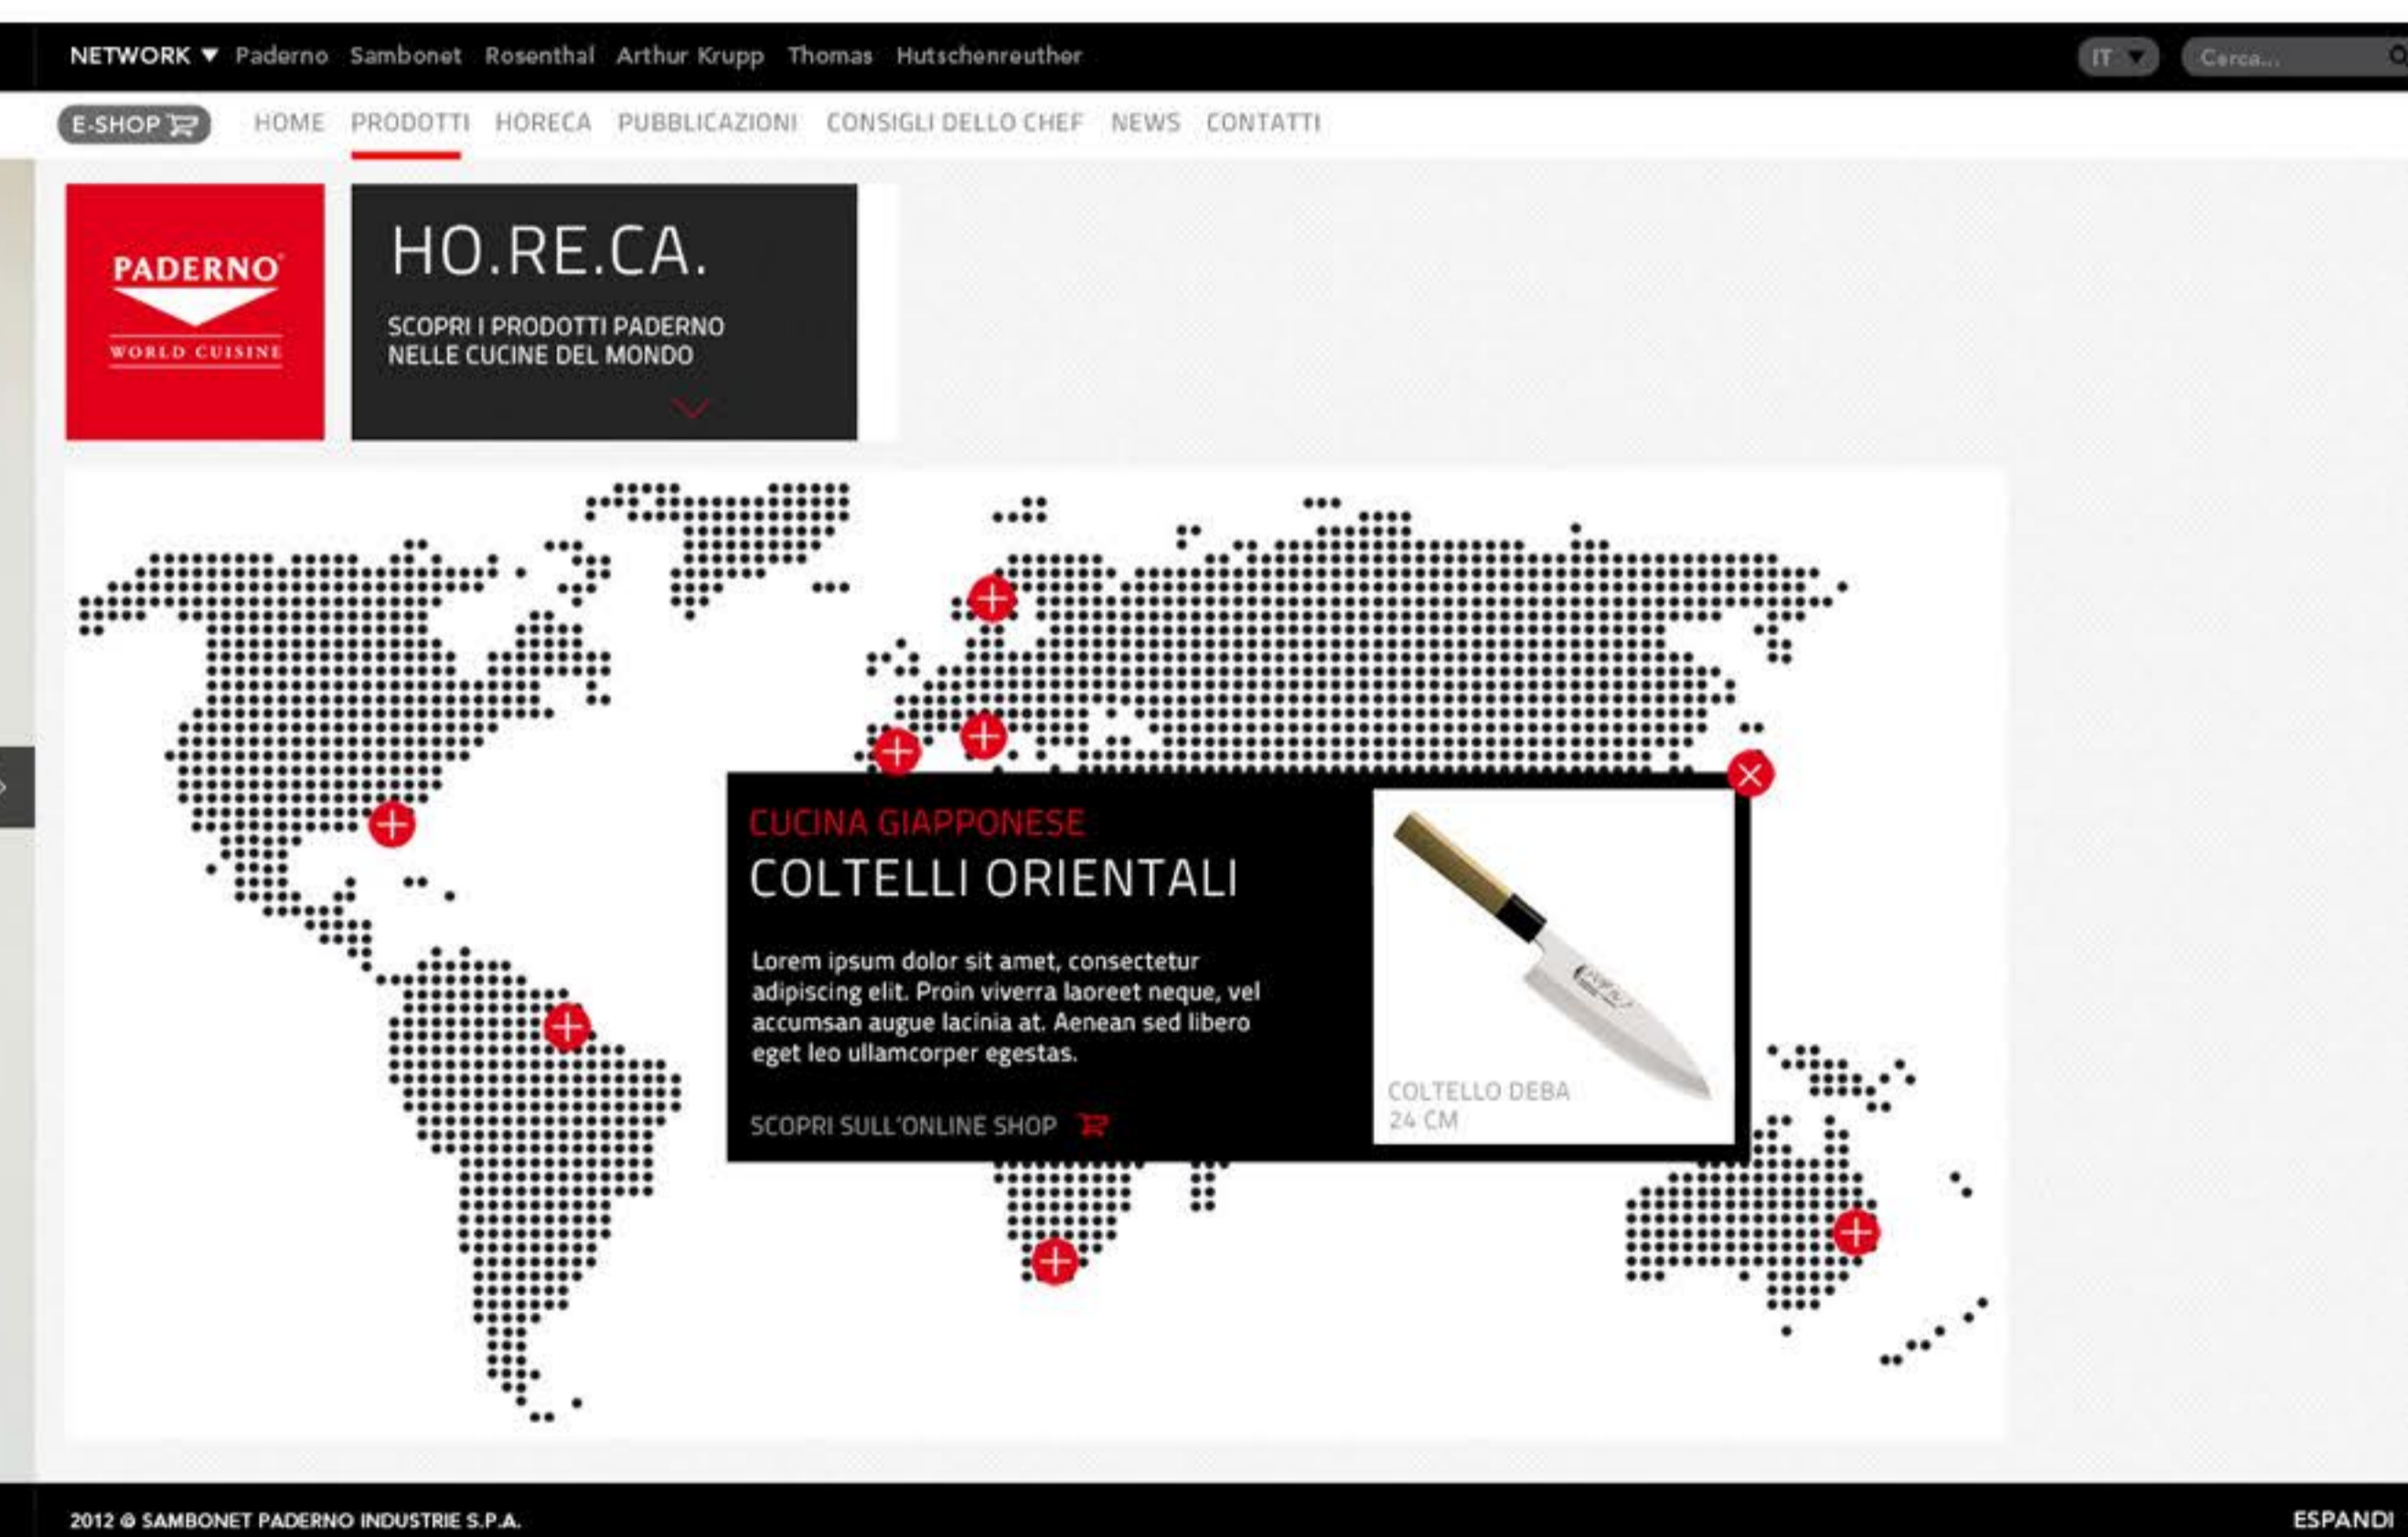 NETWORK ▼ Paderno Sambonet Rosenthal Arthur Krupp Thomas Hutschenreuther
IT ▼ Cerca...
E-SHOP HOME PRODOTTI HORECA PUBBLICAZIONI CONSIGLI DELLO CHEF NEWS CONTATTI
PADERNO®
WORLD CUISINE
HO.RE.CA.
SCOPRI I PRODOTTI PADERNO
NELLE CUCINE DEL MONDO
CUCINA GIAPPONESE
COLTELLI ORIENTALI
Lorem ipsum dolor sit amet, consectetur
adipiscing elit. Proin viverra laoreet neque, vel
accumsan augue lacinia at. Aenean sed libero
eget leo ullamcorper egestas.
SCOPRI SULL'ONLINE SHOP
COLTELLO DEBA
24 CM
2012 © SAMBONET PADERNO INDUSTRIE S.P.A.
ESPANDI